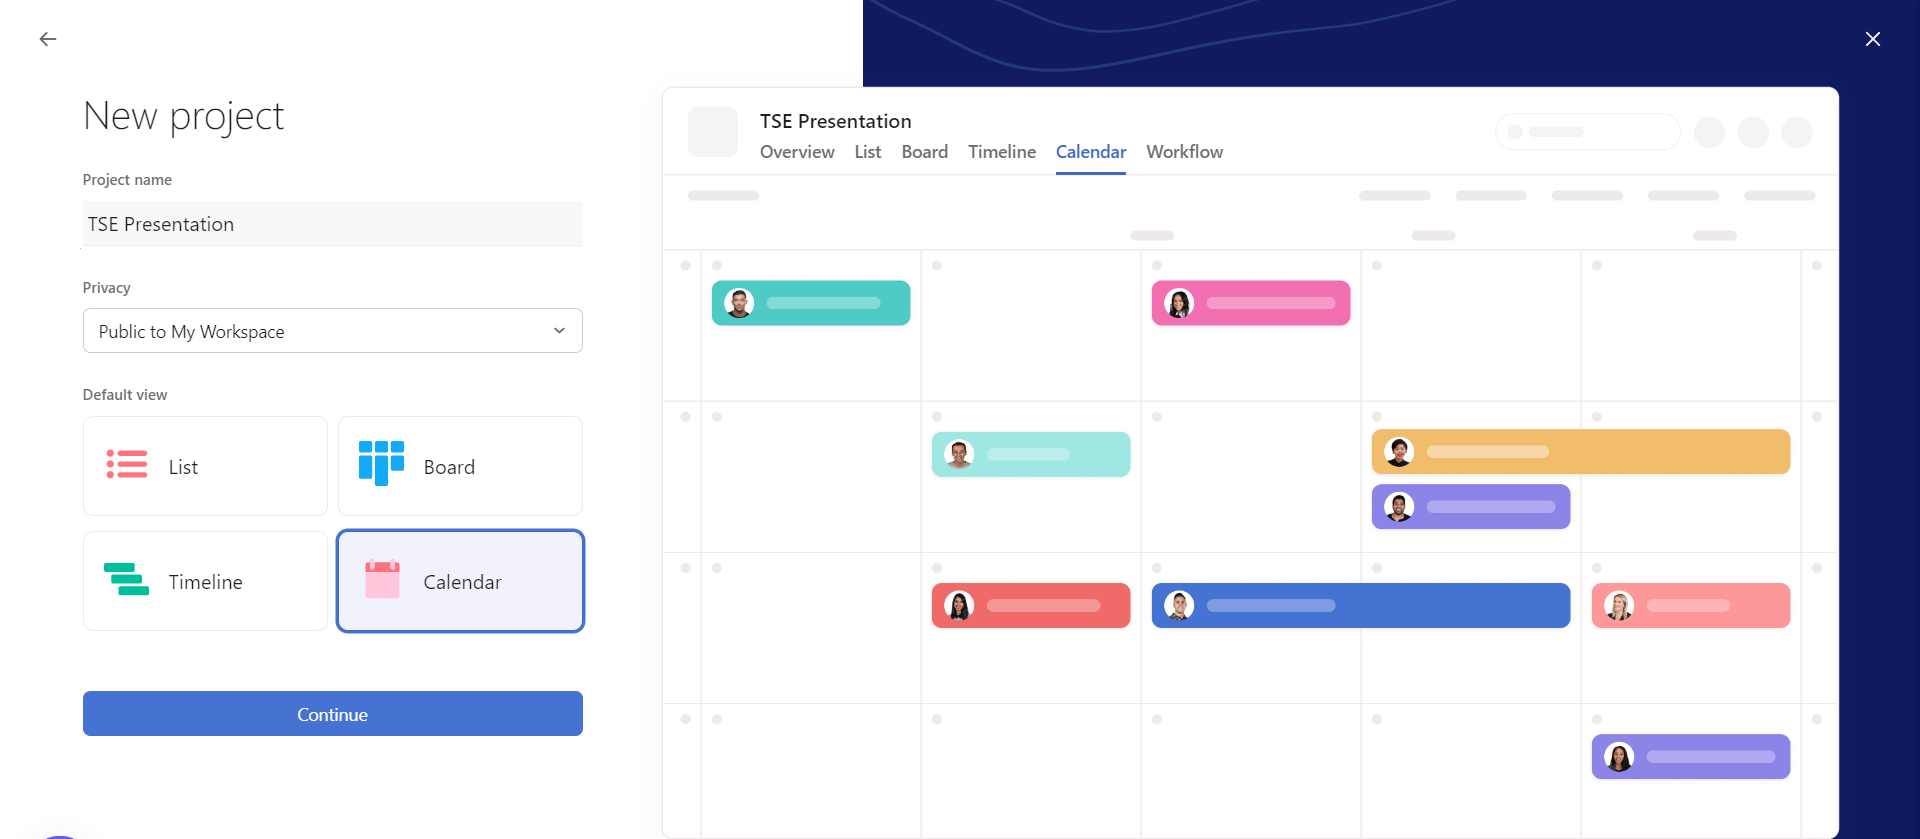 New project
Project name
TSE Presentation
Privacy
Public to My Workspace
Default view
List
Board
Timeline
Calendar
Continue
TSE Presentation
Overview List Board Timeline Calendar Workflow